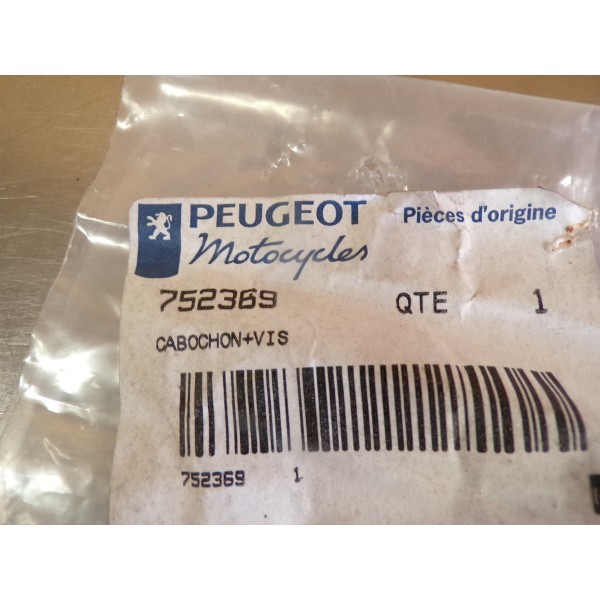 PEUGEOT Pièces d'origine
Motocycles
752369 QTE 1
CABOCHON+VIS
752369 1